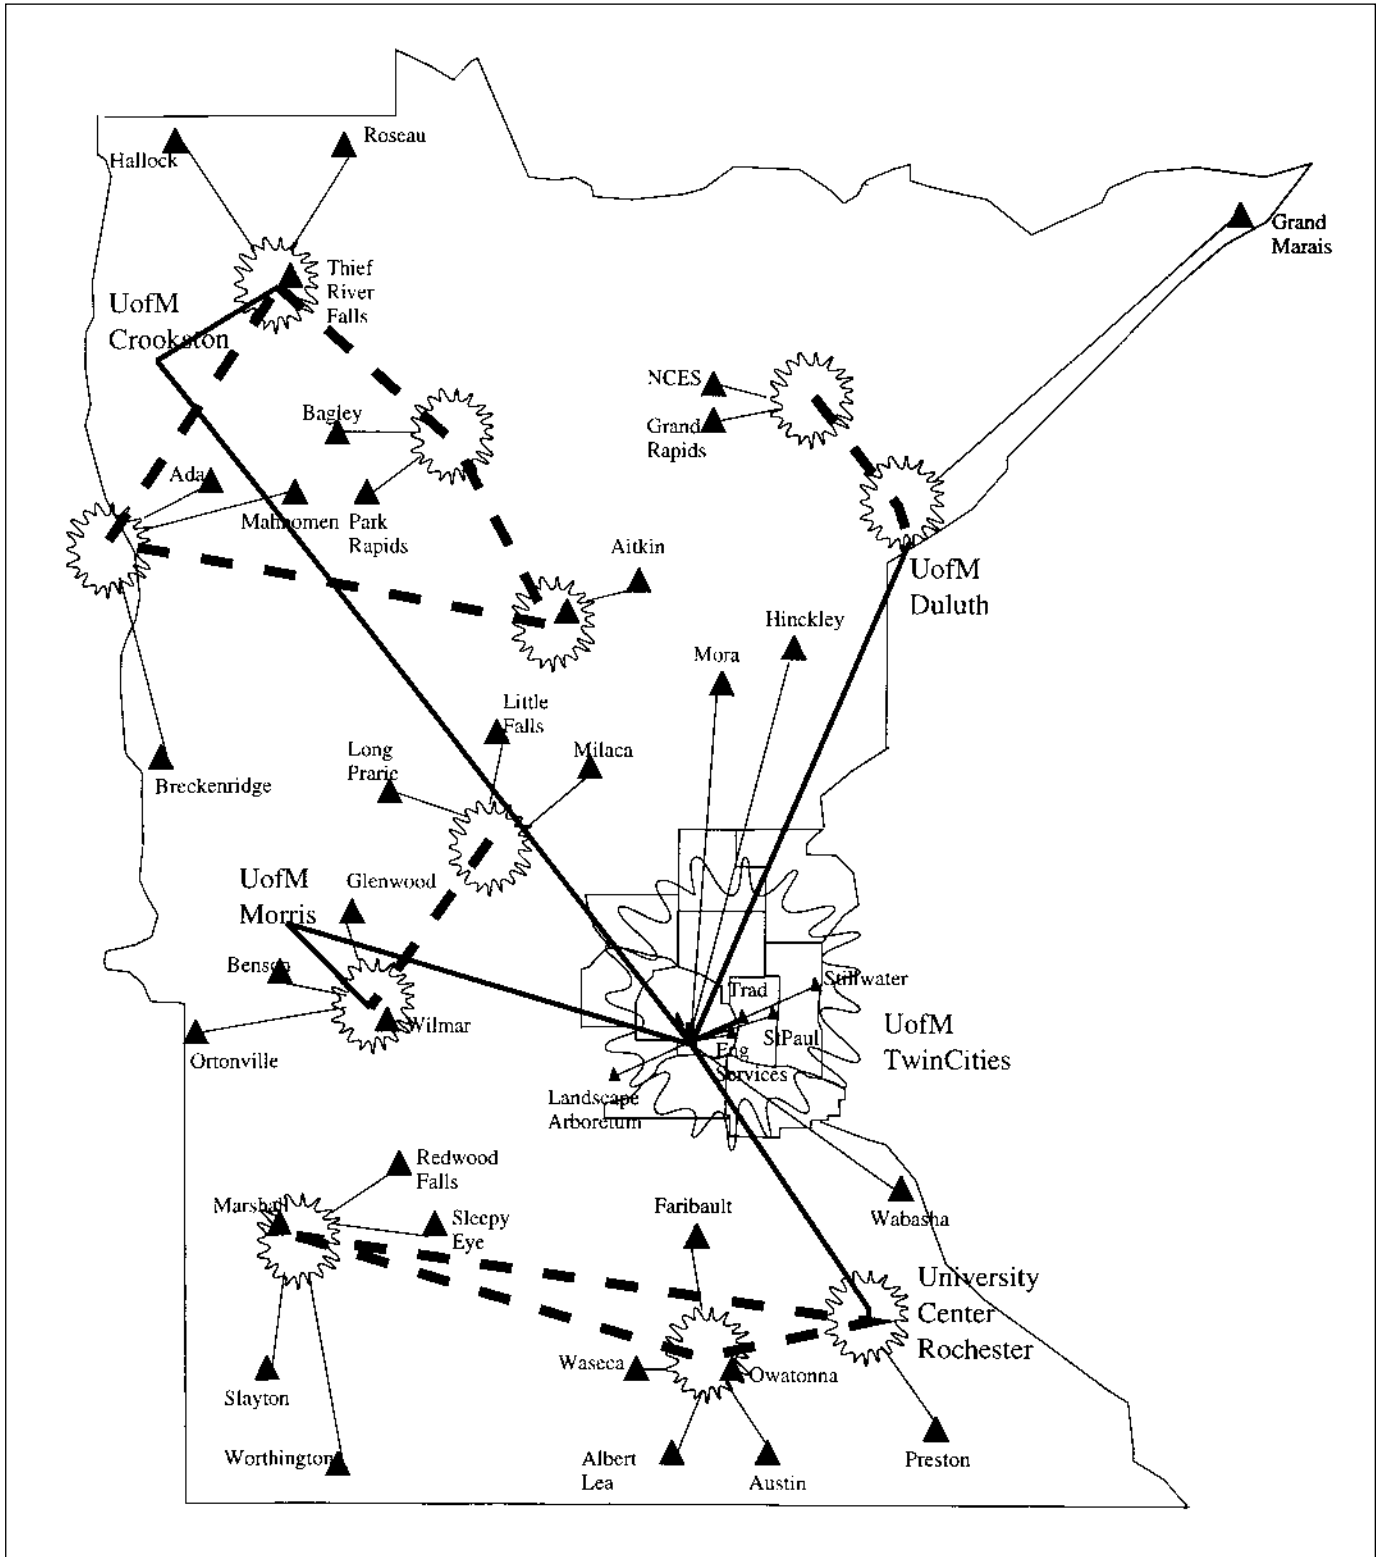 Roseau
Hallock
Grand
Marais
Thief
River
Falls
UofM
Crookston
NCES
Bagley
Grand
Rapids
Ada
Mahnomen
Park
Rapids
Aitkin
UofM
Duluth
Hinckley
Mora
Little
Falls
Long
Prarie
Milaca
Breckenridge
UofM
Morris
Glenwood
Benson
Stillwater
Trad
Wilmar
StPaul
UofM
TwinCities
Ortonville
Eng
Services
Landscape
Arboretum
Redwood
Falls
Marshall
Sleepy
Eye
Faribault
Wabasha
University
Center
Rochester
Waseca
Owatonna
Slayton
Worthington
Albert
Lea
Austin
Preston